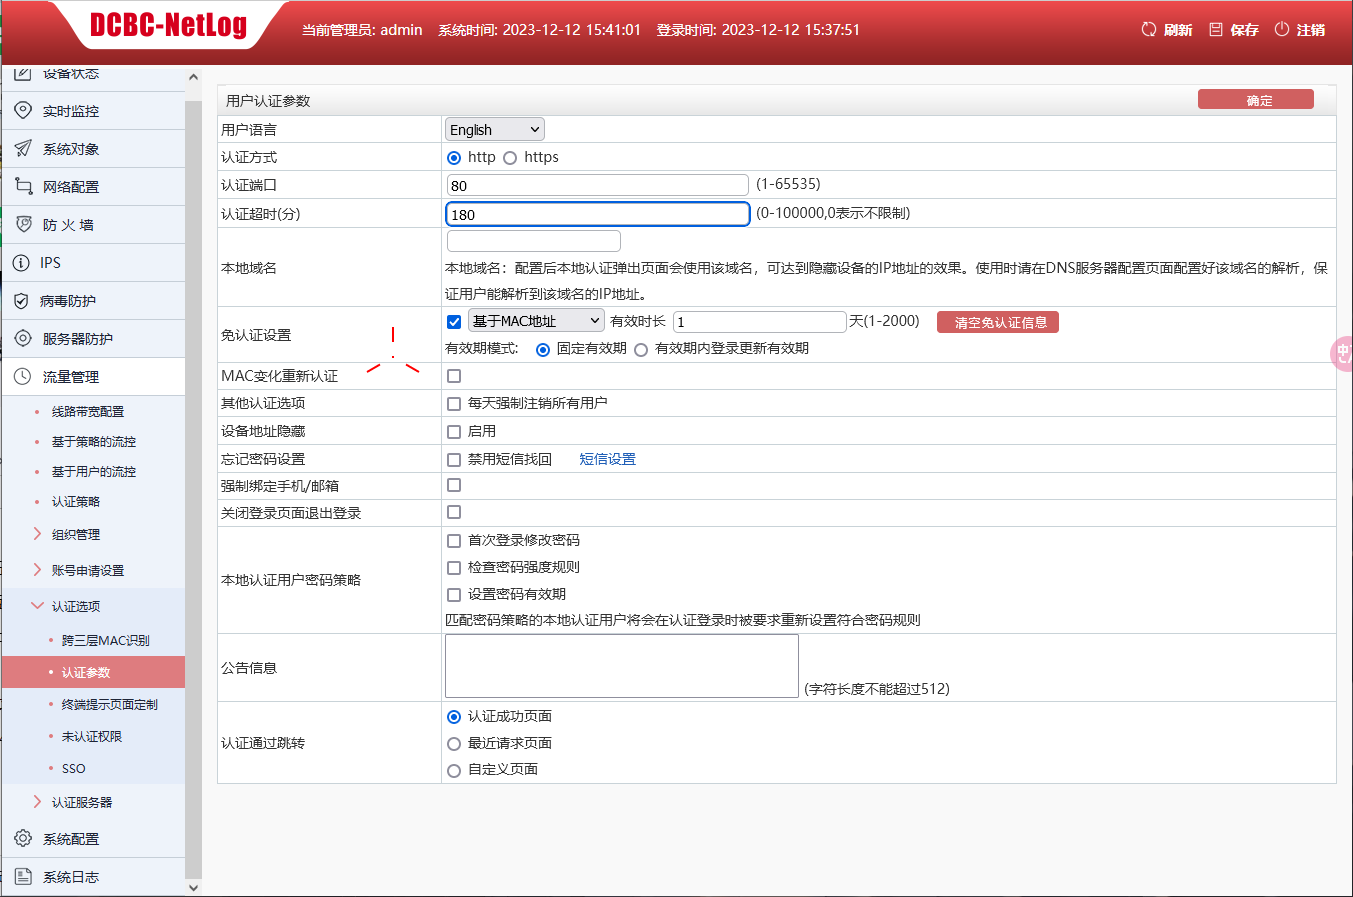 DCBC-NetLog
当前管理员: admin 系统时间: 2023-12-12 15:41:01 登录时间: 2023-12-12 15:37:51
刷新 保存 注销
设备状态
实时监控
系统对象
网络配置
防 火 墙
IPS
病毒防护
服务器防护
流量管理
线路带宽配置
基于策略的流控
基于用户的流控
认证策略
组织管理
账号申请设置
认证选项
跨三层MAC识别
认证参数
终端提示页面定制
未认证权限
SSO
认证服务器
系统配置
系统日志
用户认证参数 确定
用户语言 English
认证方式 http https
认证端口 80 (1-65535)
认证超时(分) 180 (0-100000,0表示不限制)
本地域名
本地域名：配置后本地认证弹出页面会使用该域名，可达到隐藏设备的IP地址的效果。使用时请在DNS服务器配置页面配置好该域名的解析，保
证用户能解析到该域名的IP地址。
免认证设置 基于MAC地址 有效时长 1 天(1-2000) 清空免认证信息
有效期模式: 固定有效期 有效期内登录更新有效期
MAC变化重新认证
其他认证选项 每天强制注销所有用户
设备地址隐藏 启用
忘记密码设置 禁用短信找回 短信设置
强制绑定手机/邮箱
关闭登录页面退出登录
本地认证用户密码策略
首次登录修改密码
检查密码强度规则
设置密码有效期
匹配密码策略的本地认证用户将会在认证登录时被要求重新设置符合密码规则
公告信息 (字符长度不能超过512)
认证通过跳转
认证成功页面
最近请求页面
自定义页面